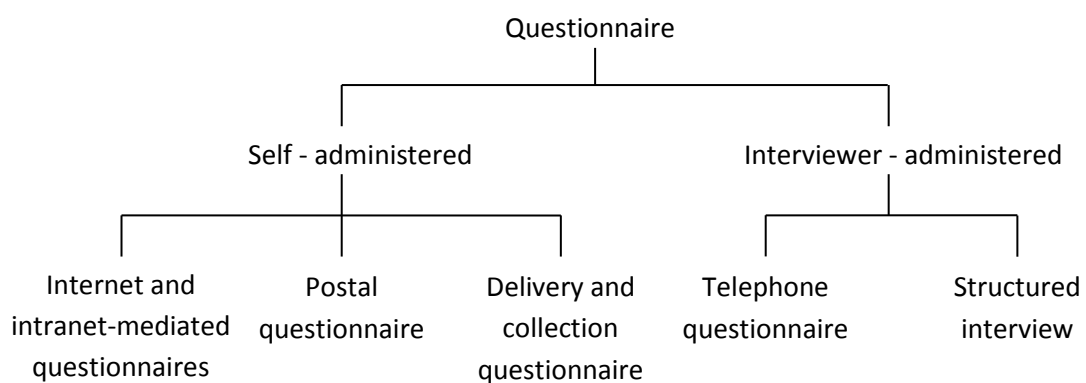 Questionnaire
Self - administered
Interviewer - administered
Internet and
intranet-mediated
questionnaires
Postal
questionnaire
Delivery and
collection
questionnaire
Telephone
questionnaire
Structured
interview